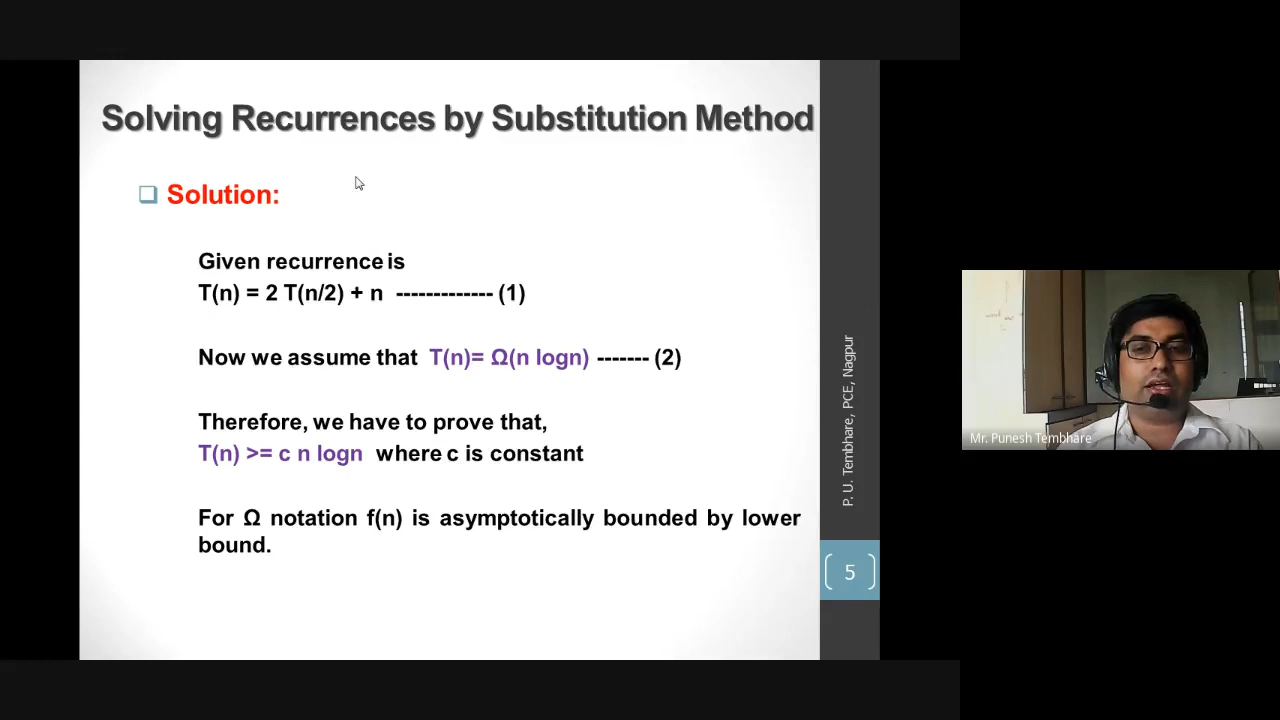 Solving Recurrences by Substitution Method
❑ Solution:
Given recurrence is
T(n) = 2 T(n/2) + n ------------- (1)
Now we assume that T(n)= Ω(n logn) ------- (2)
Therefore, we have to prove that,
T(n) >= c n logn where c is constant
For Ω notation f(n) is asymptotically bounded by lower
bound.
P. U. Tembhare, PCE, Nagpur
5
Mr. Punesh Tembhare